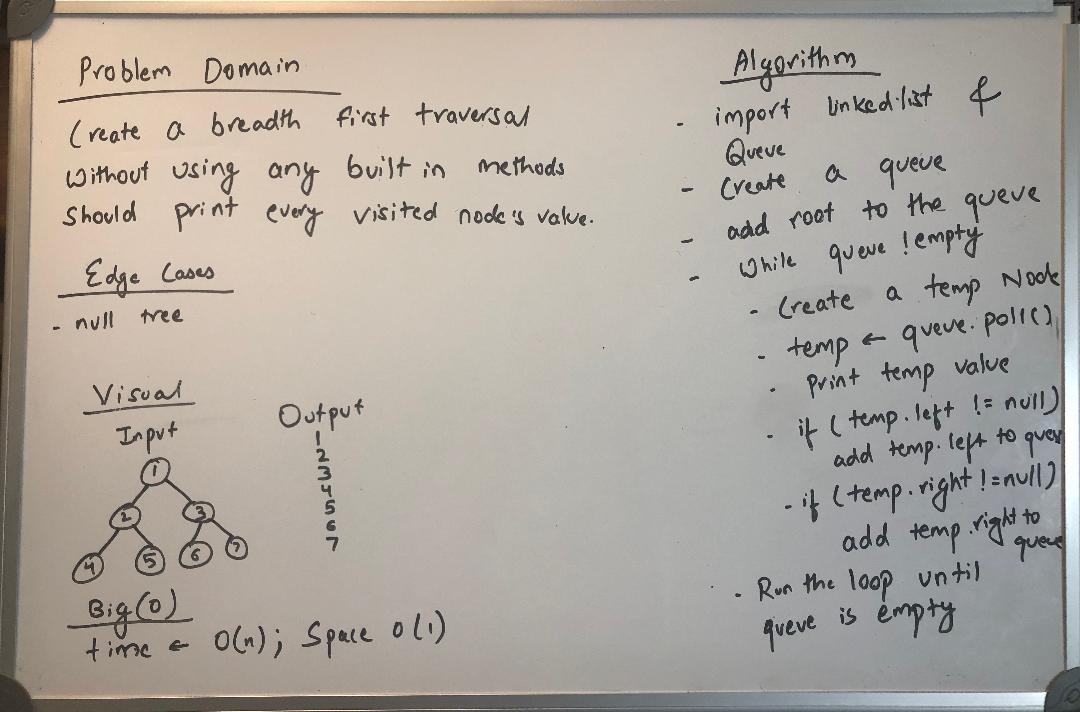 Problem Domain
Create a breadth first traversal
Without using any built in methods
Should print every visited node's value.
Edge Cases
- null tree
Visual
Input
1
2 3
4 5 6 7
Output
1
2
3
4
5
6
7
Big(O)
time ← O(n); Space O(1)
Algorithm
- import linked list &
Queue
- Create a queue
- add root to the queue
- While queue !empty
- Create a temp Node
- temp ← queue.poll()
- Print temp value
- if (temp.left != null)
add temp.left to queue
- if (temp.right != null)
add temp.right to
queue
- Run the loop until
queue is empty